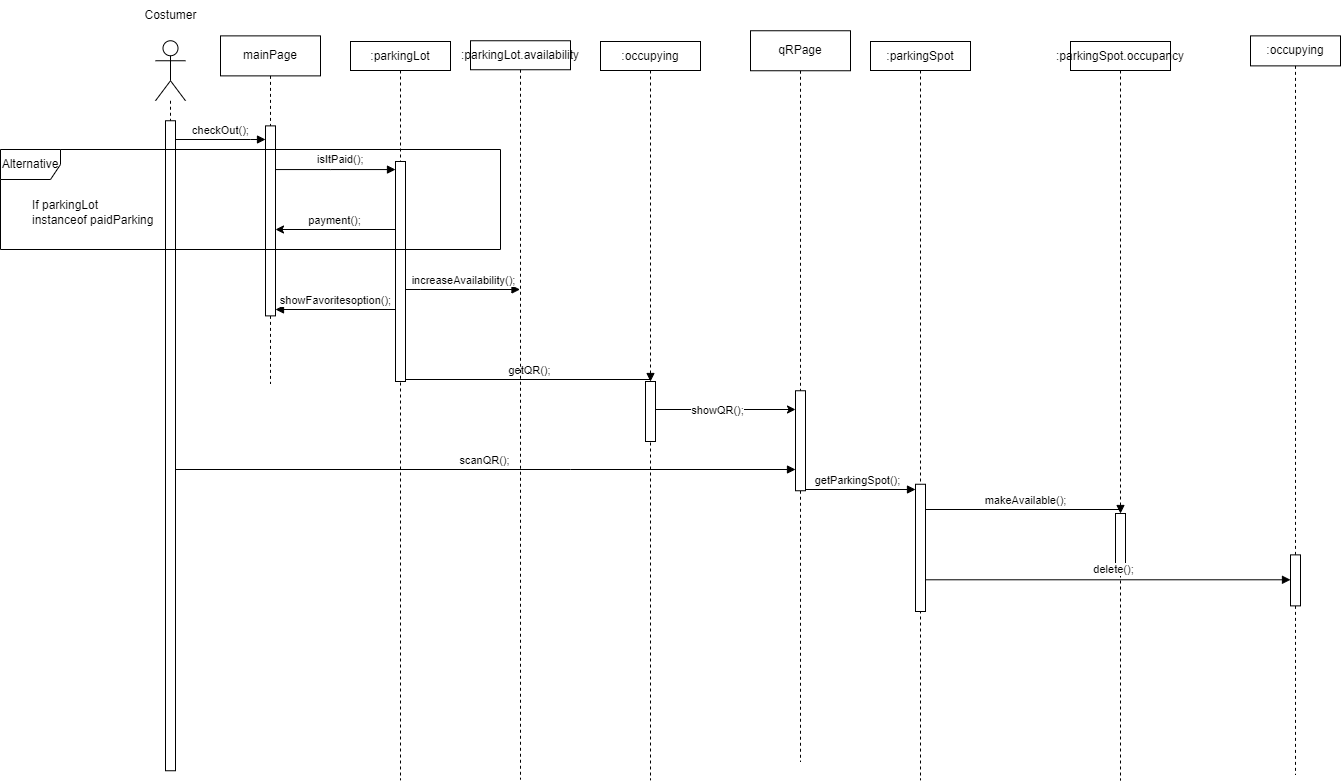 Costumer
mainPage
:parkingLot
:parkingLot.availability
:occupying
qRPage
:parkingSpot
:parkingSpot.occupancy
:occupying
checkOut();
Alternative
isItPaid();
If parkingLot
instanceof paidParking
payment();
increaseAvailability();
showFavoritesoption();
getQR();
showQR();
scanQR();
getParkingSpot();
makeAvailable();
delete();